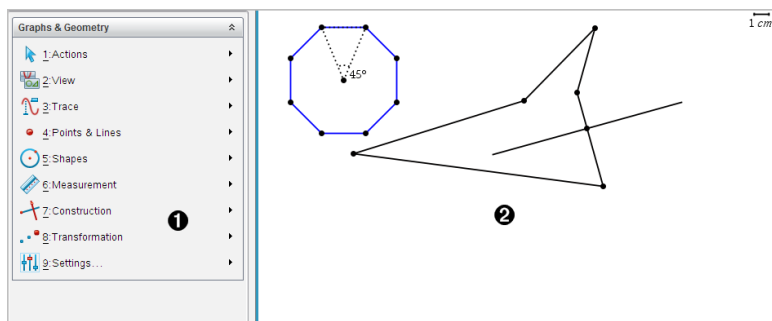 Graphs & Geometry
1:Actions
2:View
3:Trace
4:Points & Lines
5:Shapes
6:Measurement
7:Construction
8:Transformation
9:Settings...
❶
45°
❷
1 cm